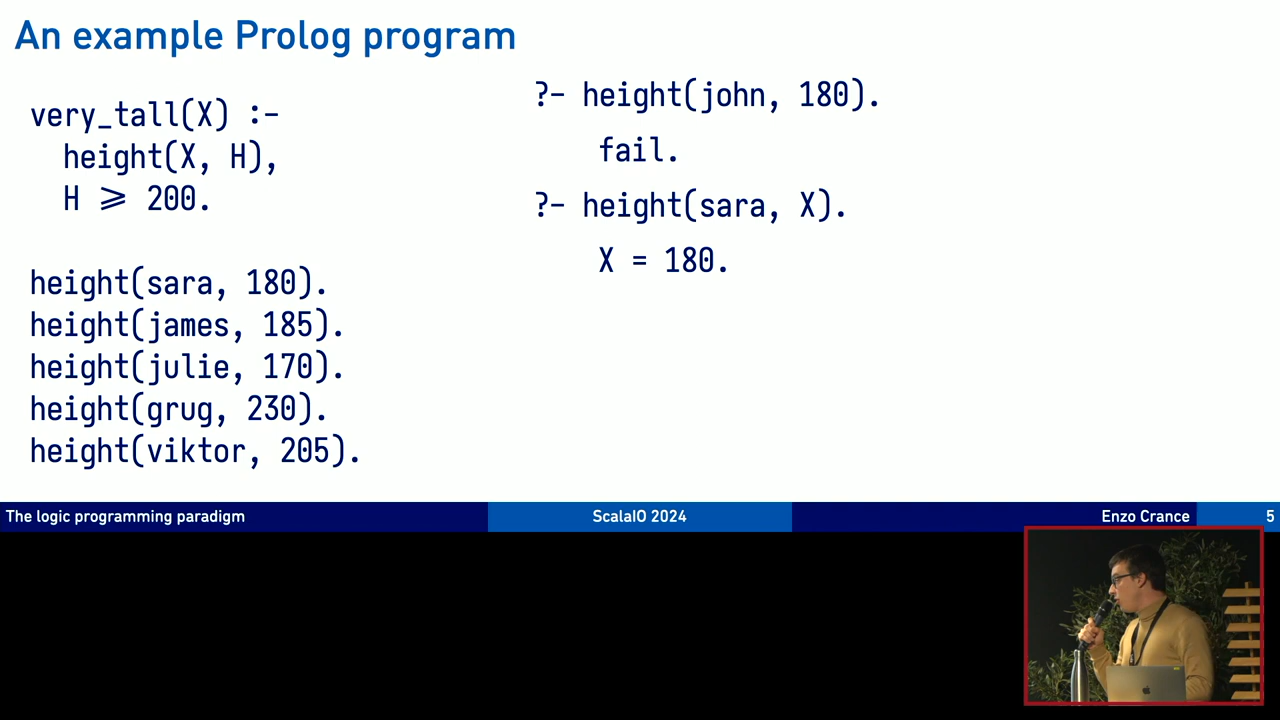 An example Prolog program
very_tall(X) :-
height(X, H),
H ⩾ 200.
height(sara, 180).
height(james, 185).
height(julie, 170).
height(grug, 230).
height(viktor, 205).
?- height(john, 180).
fail.
?- height(sara, X).
X = 180.
The logic programming paradigm
ScalaIO 2024
Enzo Crance
5